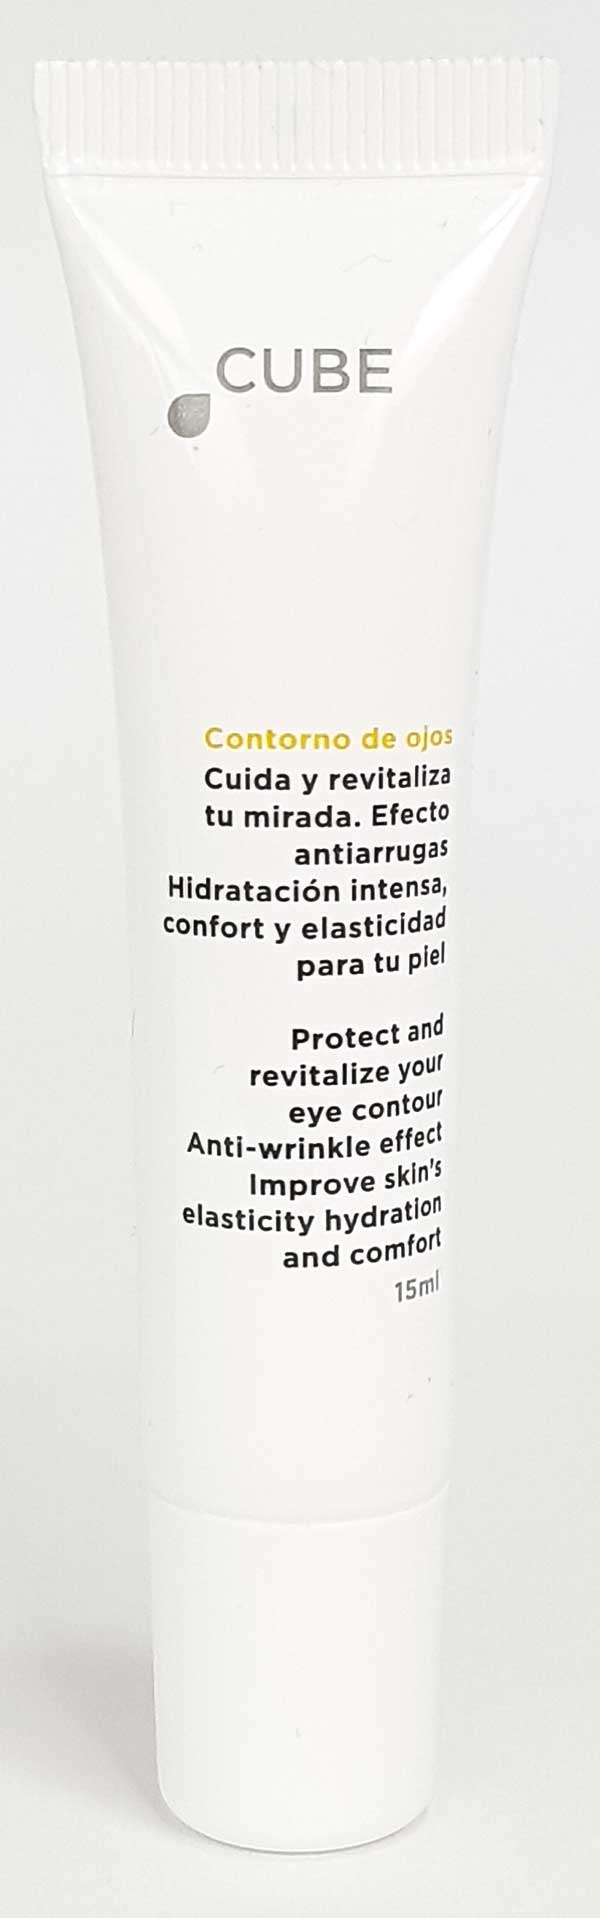 CUBE
Contorno de ojos
Cuida y revitaliza
tu mirada. Efecto
antiarrugas
Hidratación intensa,
confort y elasticidad
para tu piel
Protect and
revitalize your
eye contour
Anti-wrinkle effect
Improve skin's
elasticity hydration
and comfort
15ml